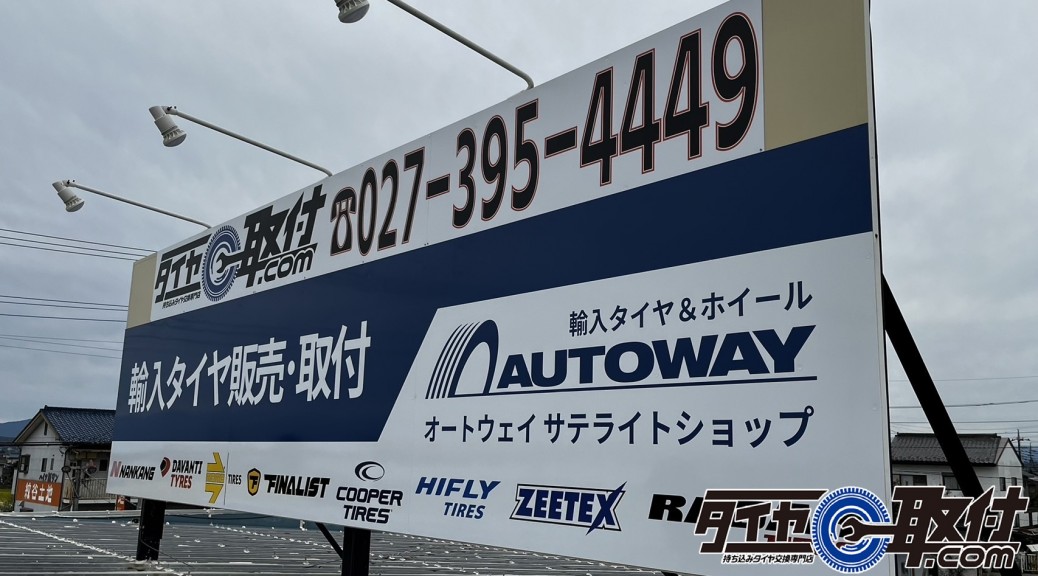 タイヤ取付.com
持ち込みタイヤ交換専門店
☎027-395-4449
輸入タイヤ販売・取付
輸入タイヤ&ホイール
AUTOWAY
オートウェイ サテライトショップ
NANKANG
DAVANTI TYRES
TIRES
FINALIST
COOPER TIRES
HIFLY TIRES
ZEETEX
タイヤ取付.com
持ち込みタイヤ交換専門店